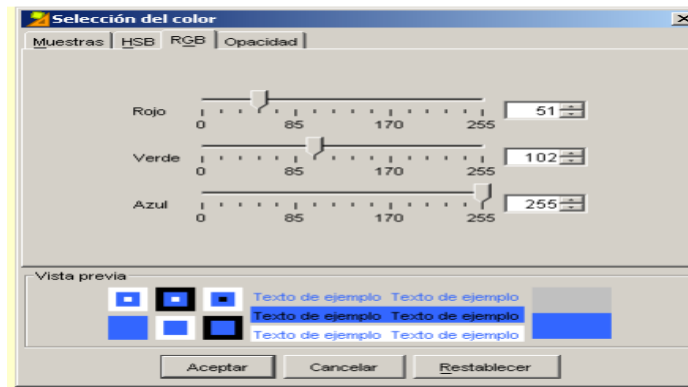 Selección del color
Muestras HSB RGB Opacidad
Rojo 51
0 85 170 255
Verde 102
0 85 170 255
Azul 255
0 85 170 255
Vista previa
Texto de ejemplo Texto de ejemplo
Texto de ejemplo Texto de ejemplo
Texto de ejemplo Texto de ejemplo
Aceptar Cancelar Restablecer